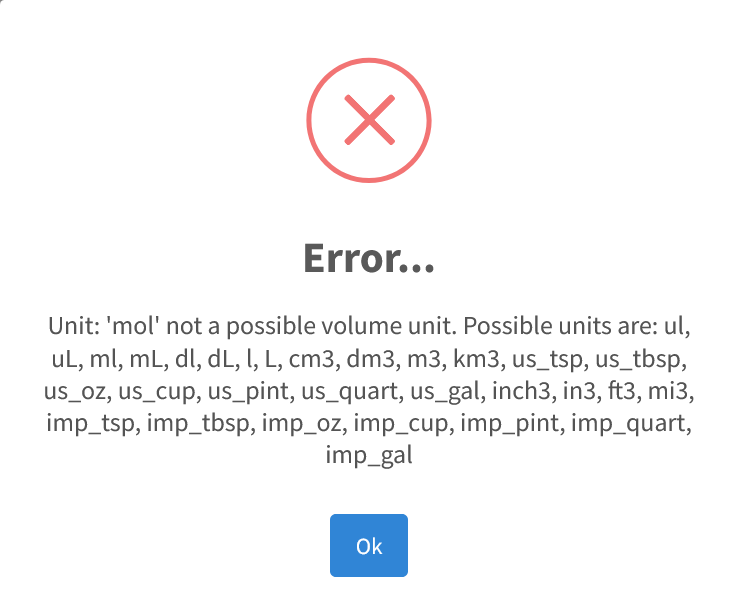 Error...
Unit: 'mol' not a possible volume unit. Possible units are: ul,
uL, ml, mL, dl, dL, l, L, cm3, dm3, m3, km3, us_tsp, us_tbsp,
us_oz, us_cup, us_pint, us_quart, us_gal, inch3, in3, ft3, mi3,
imp_tsp, imp_tbsp, imp_oz, imp_cup, imp_pint, imp_quart,
imp_gal
Ok